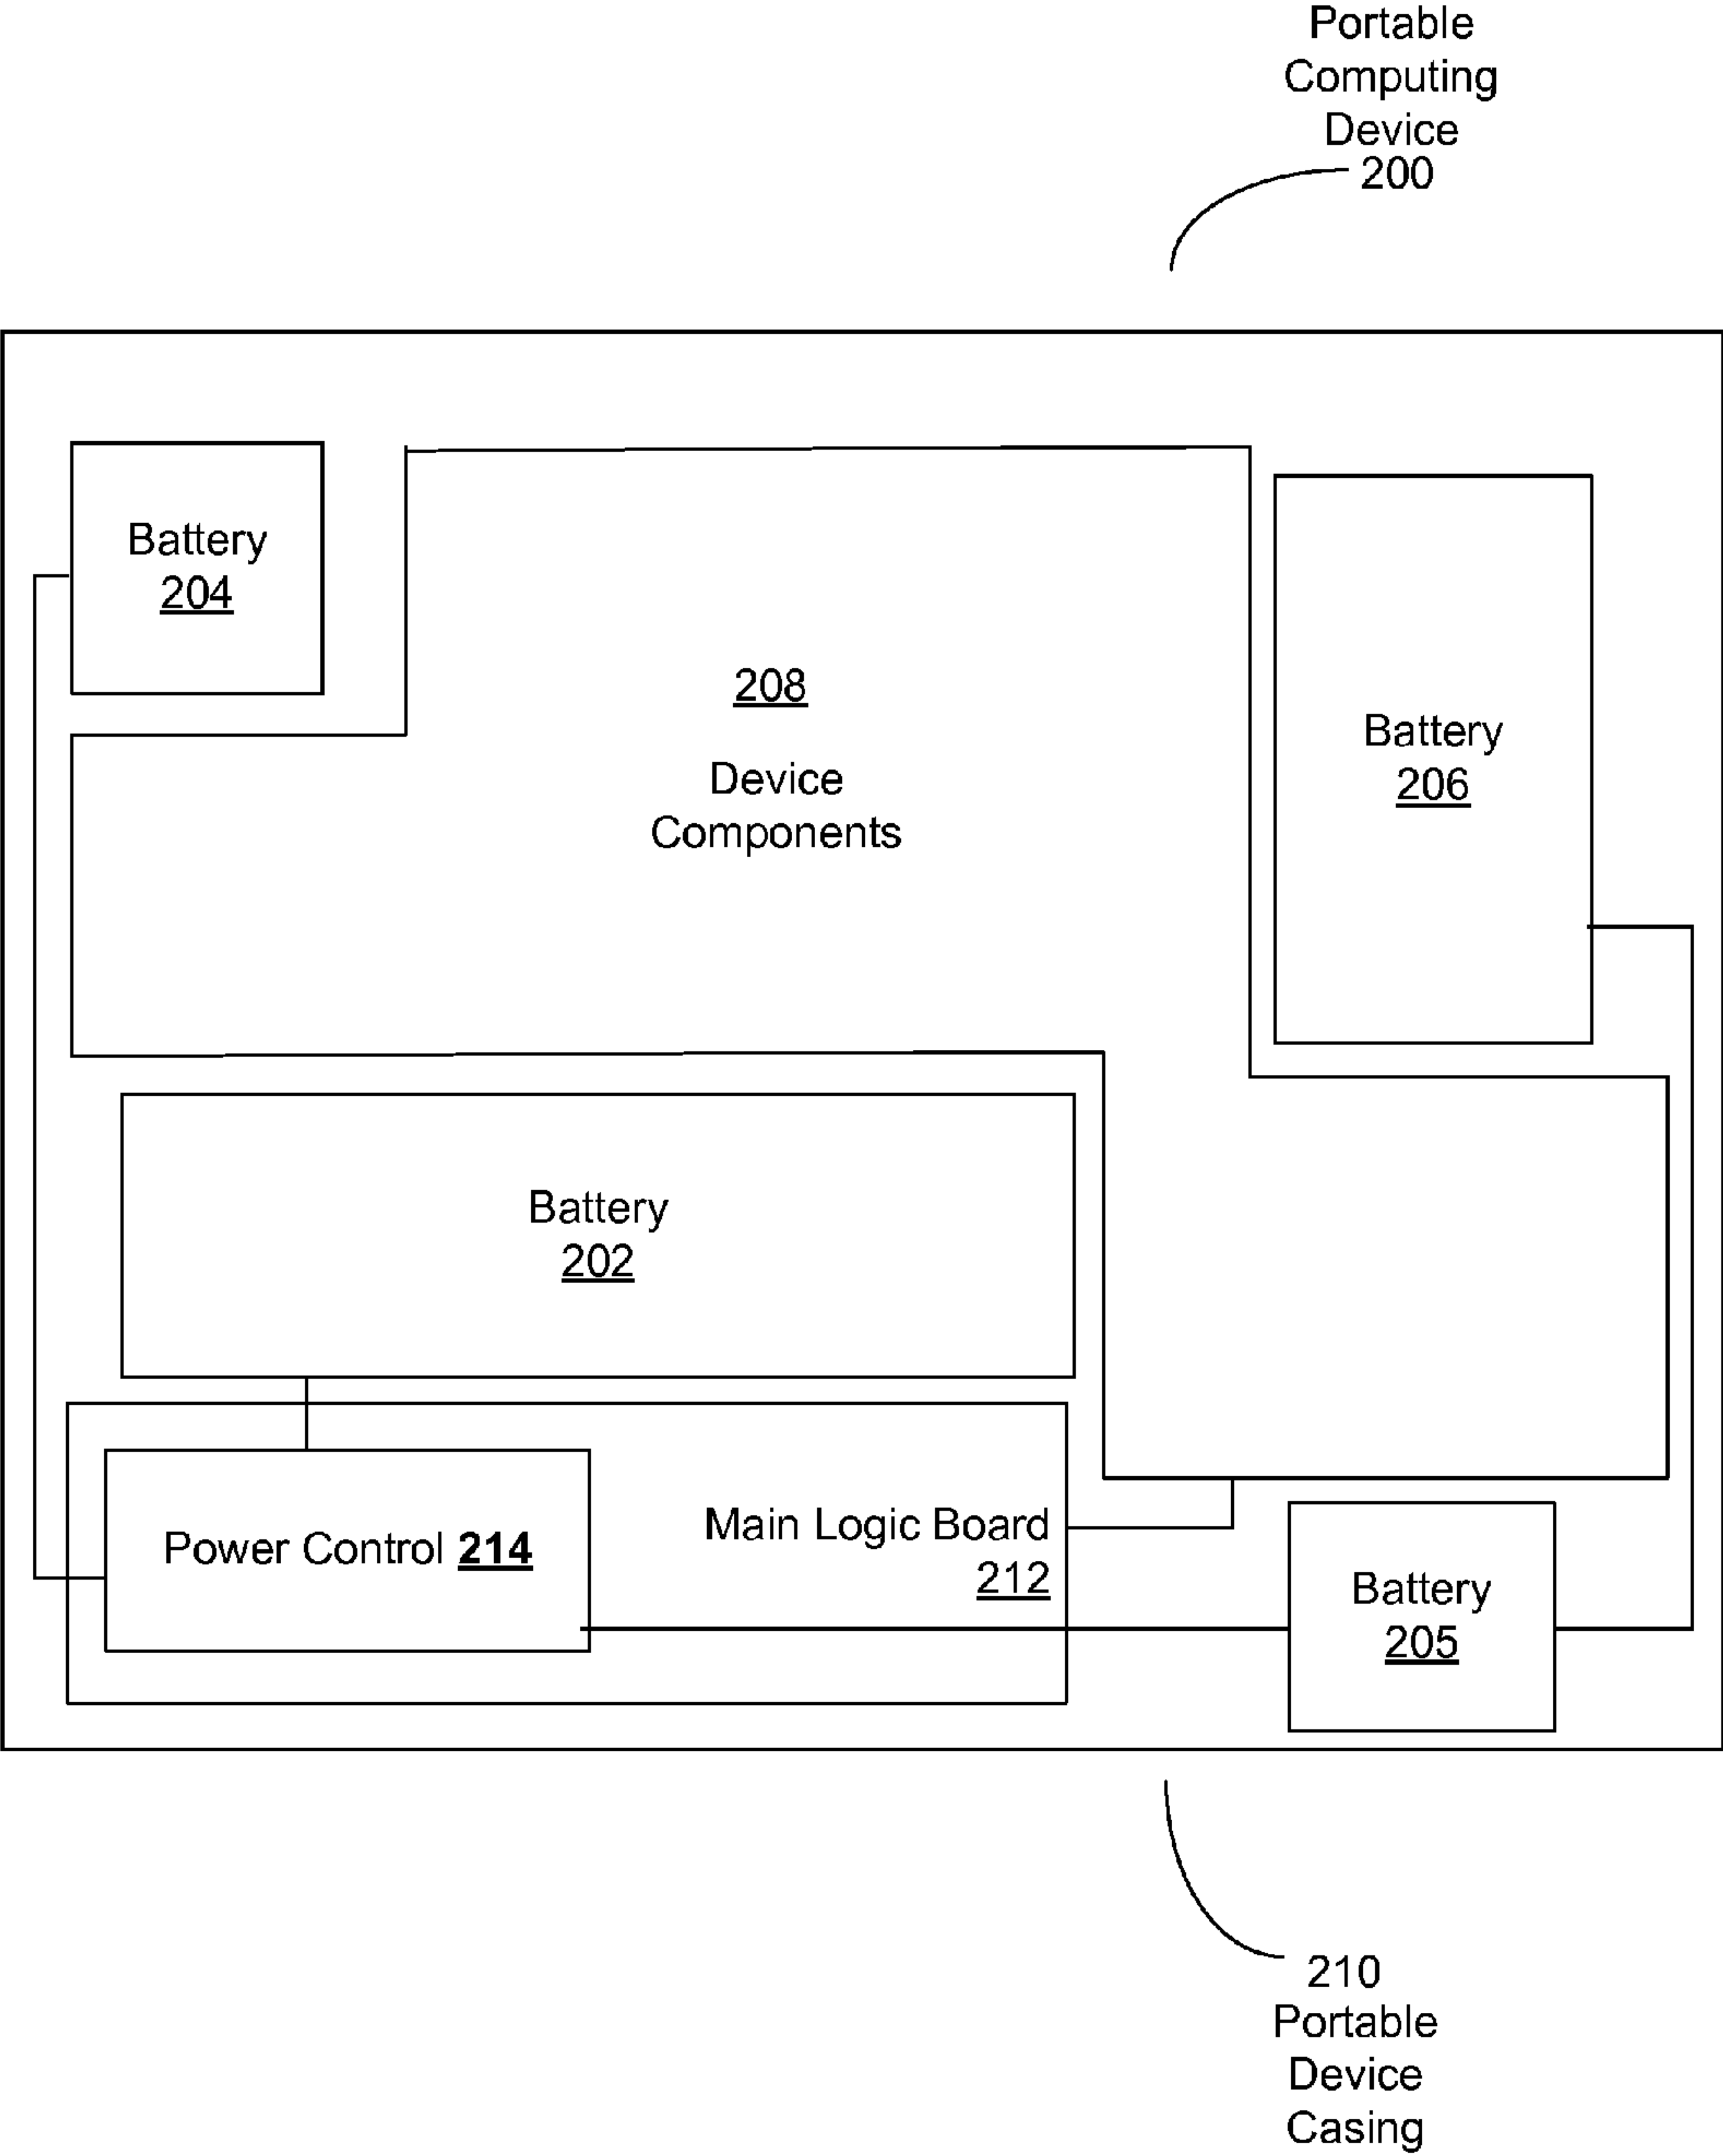 Portable
Computing
Device
200
Battery
204
208
Device
Components
Battery
206
Battery
202
Power Control 214
Main Logic Board
212
Battery
205
210
Portable
Device
Casing